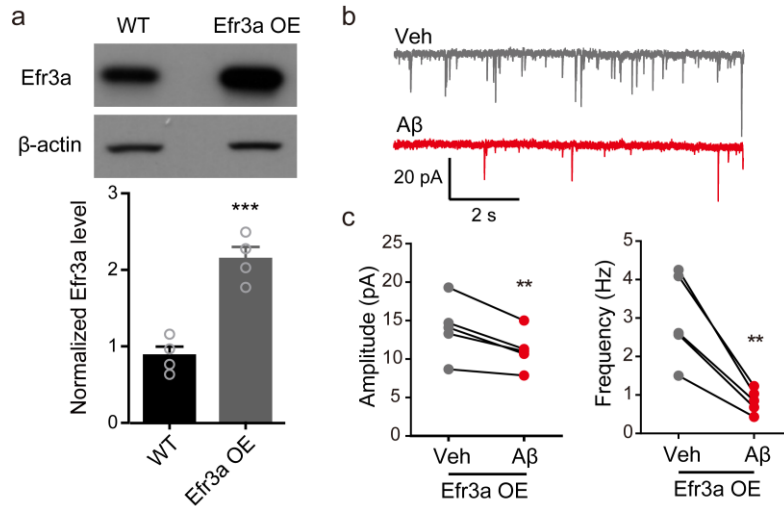 a
WT Efr3a OE
Efr3a
β-actin
Normalized Efr3a level
3
2
1
0
***
WT
Efr3a OE
b
Veh
Aβ
20 pA
2 s
c
Amplitude (pA)
25
20
15
10
5
0
**
Veh Aβ
Efr3a OE
Frequency (Hz)
5
4
3
2
1
0
**
Veh Aβ
Efr3a OE